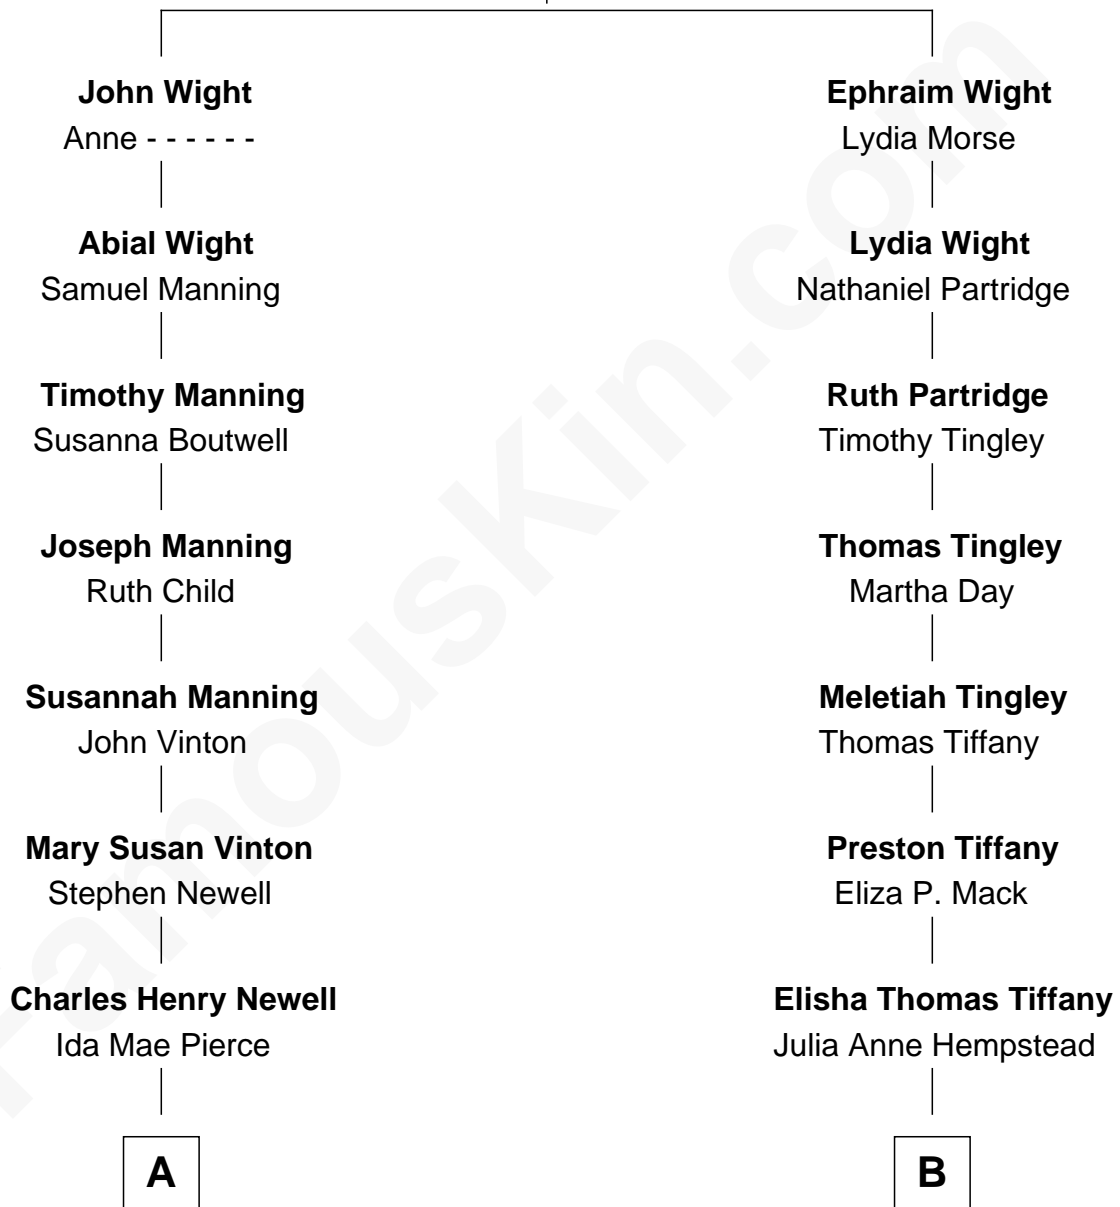 John Wight
Anne - - - - - -
Ephraim Wight
Lydia Morse
Abial Wight
Samuel Manning
Lydia Wight
Nathaniel Partridge
Timothy Manning
Susanna Boutwell
Ruth Partridge
Timothy Tingley
Joseph Manning
Ruth Child
Thomas Tingley
Martha Day
Susannah Manning
John Vinton
Meletiah Tingley
Thomas Tiffany
Mary Susan Vinton
Stephen Newell
Preston Tiffany
Eliza P. Mack
Charles Henry Newell
Ida Mae Pierce
Elisha Thomas Tiffany
Julia Anne Hempstead
A
B
FamousKin.com